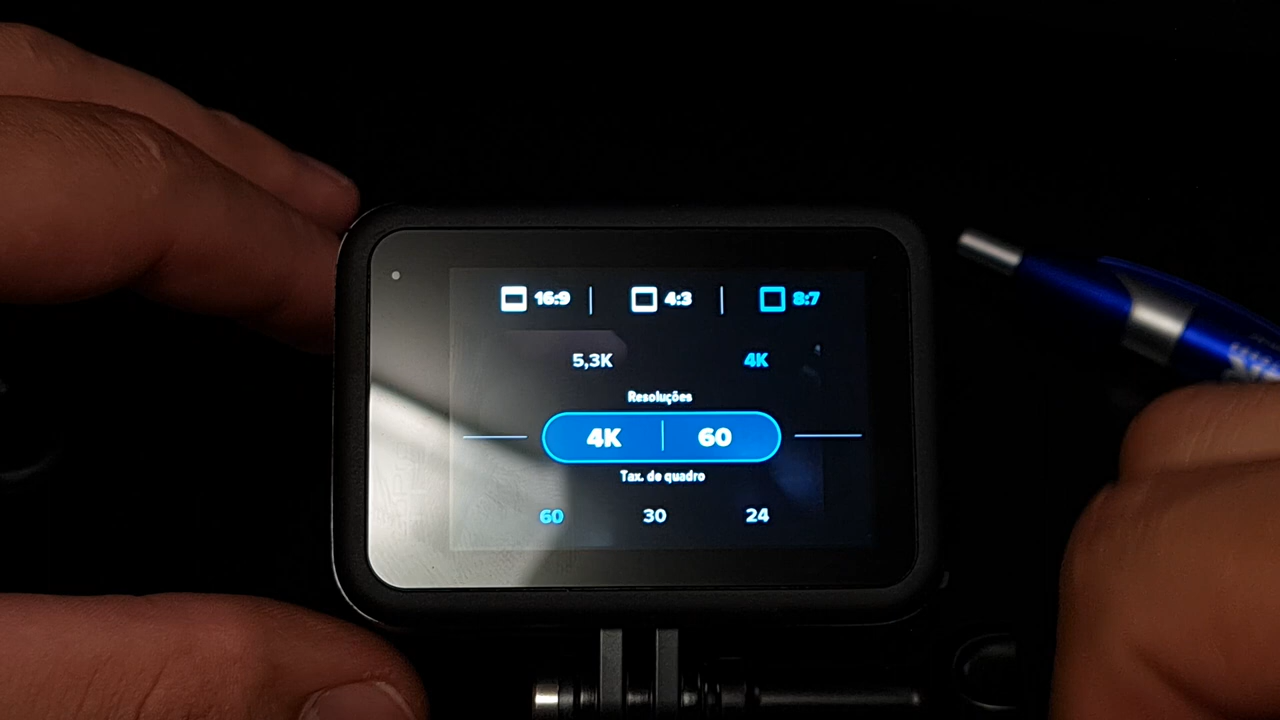 16:9 | 4:3 | 8:7
5,3K 4K
Resoluções
4K | 60
Tax. de quadro
60 30 24